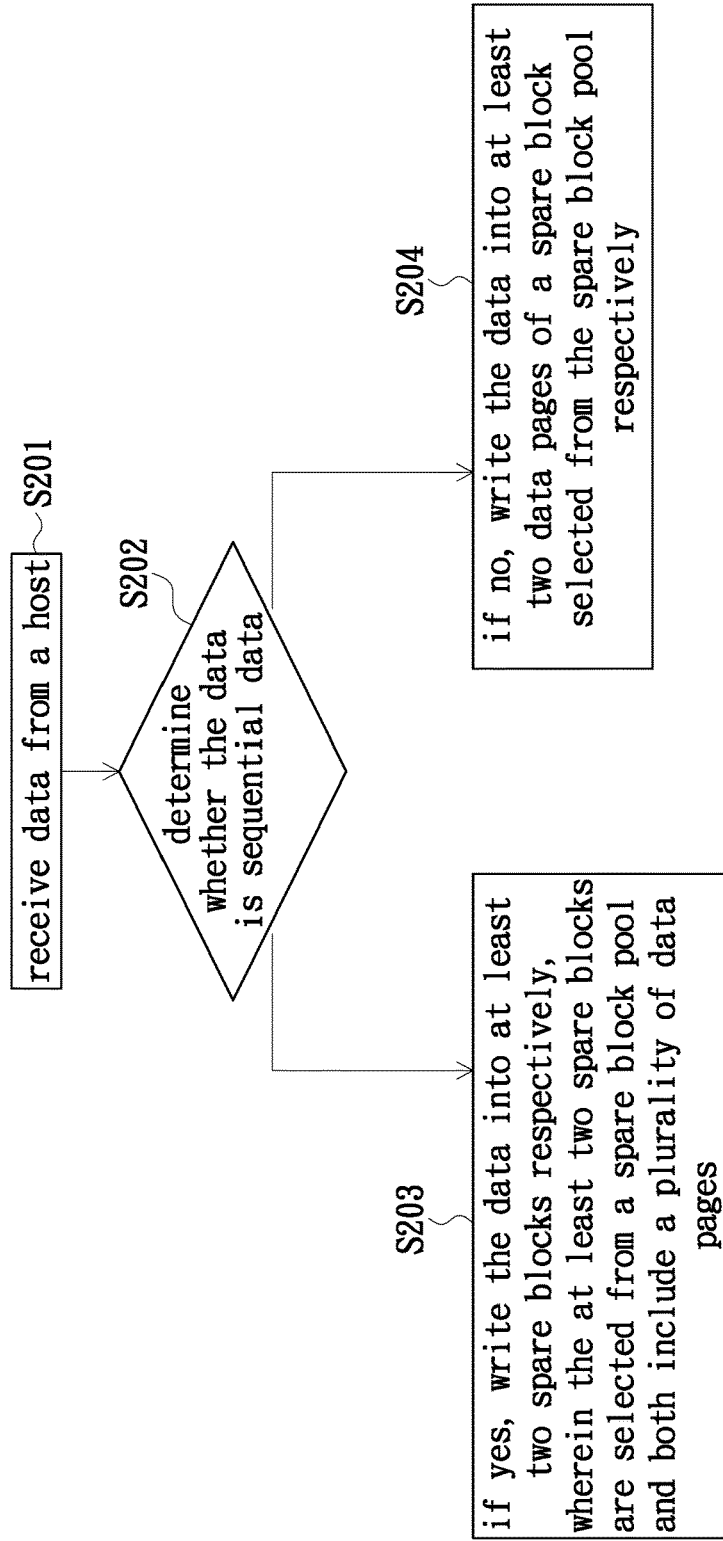 receive data from a host
S201
S202
determine
whether the data
is sequential data
S203
if yes, write the data into at least
two spare blocks respectively,
wherein the at least two spare blocks
are selected from a spare block pool
and both include a plurality of data
pages
S204
if no, write the data into at least
two data pages of a spare block
selected from the spare block pool
respectively